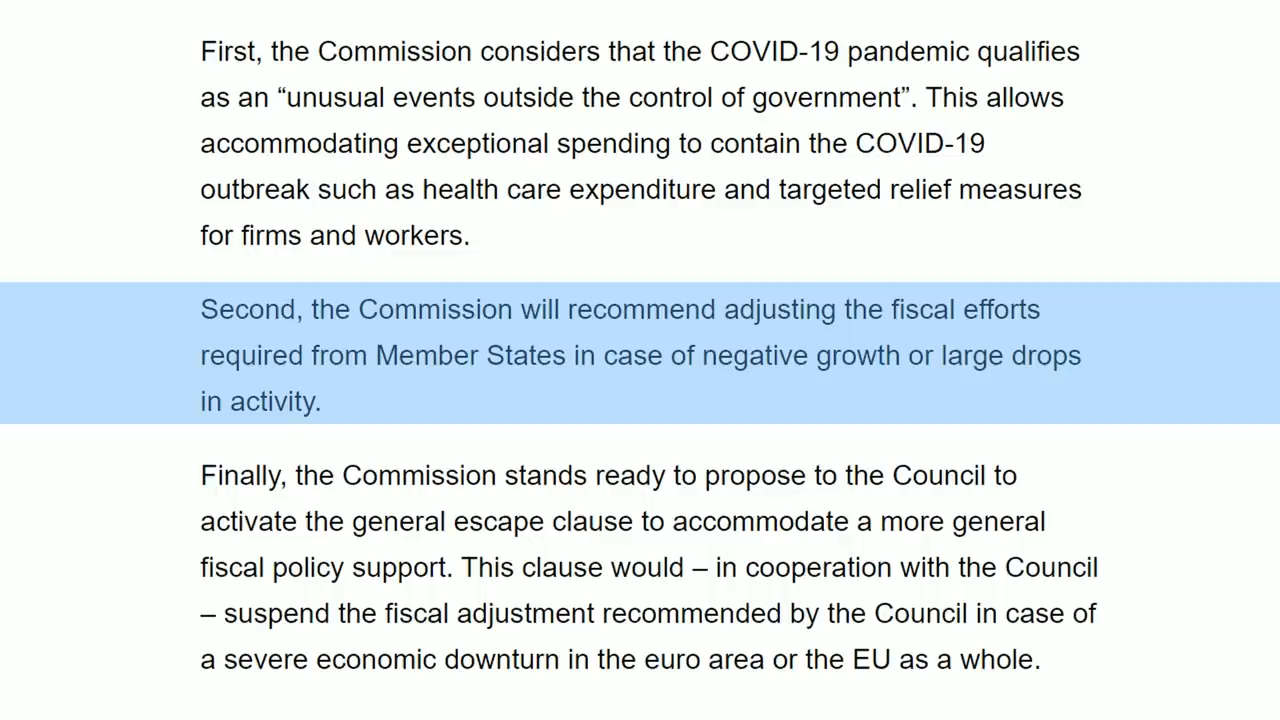 First, the Commission considers that the COVID-19 pandemic qualifies
as an “unusual events outside the control of government”. This allows
accommodating exceptional spending to contain the COVID-19
outbreak such as health care expenditure and targeted relief measures
for firms and workers.
Second, the Commission will recommend adjusting the fiscal efforts
required from Member States in case of negative growth or large drops
in activity.
Finally, the Commission stands ready to propose to the Council to
activate the general escape clause to accommodate a more general
fiscal policy support. This clause would – in cooperation with the Council
– suspend the fiscal adjustment recommended by the Council in case of
a severe economic downturn in the euro area or the EU as a whole.